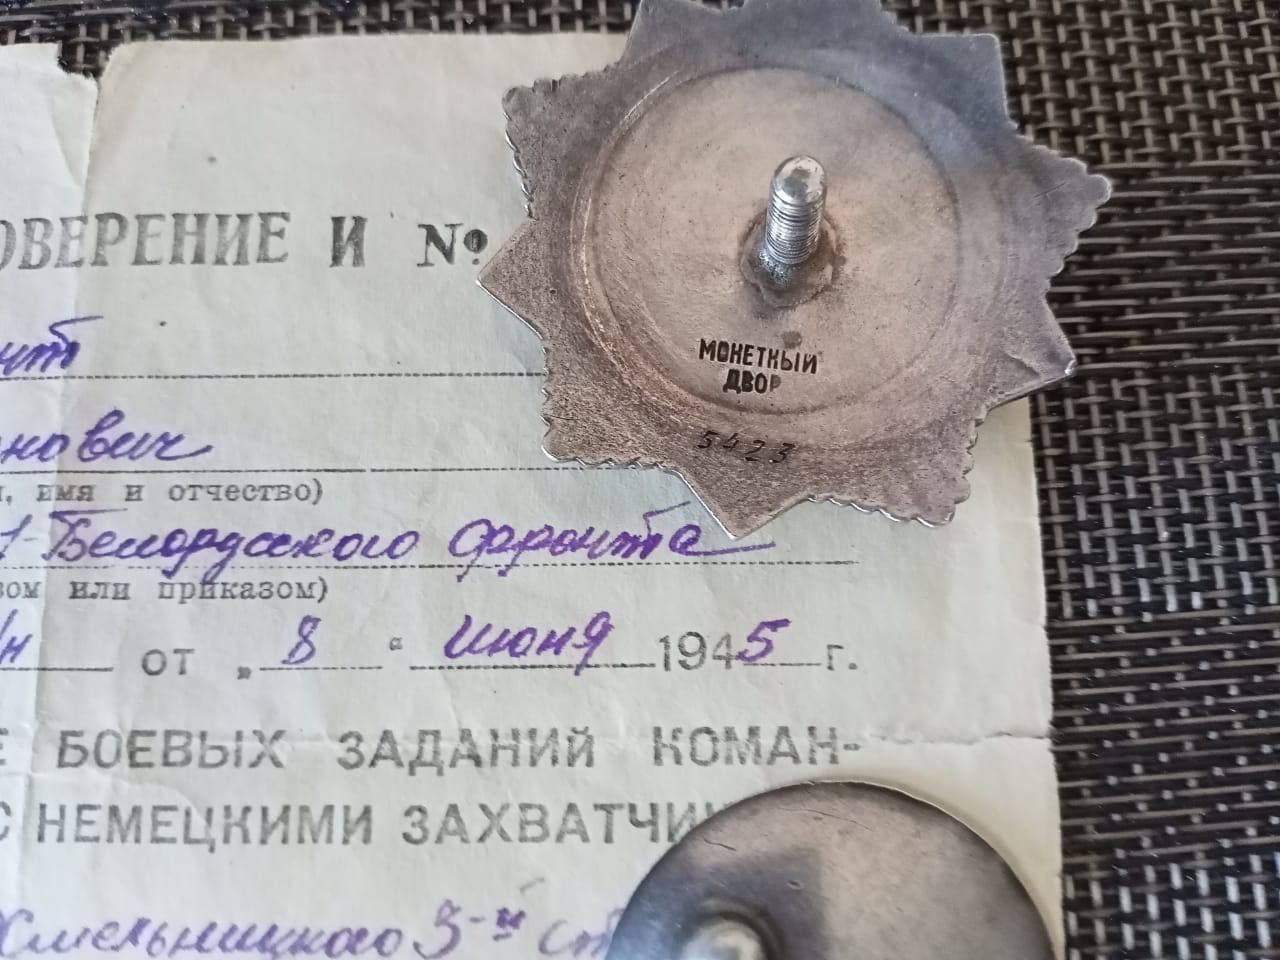 ОВЕРЕНИЕ И №
нович
, имя и отчество)
1-Белорусского фронта
вом или приказом)
/н от „ 8 “ июня 1945 г.
Е БОЕВЫХ ЗАДАНИЙ КОМАН-
С НЕМЕЦКИМИ ЗАХВАТЧИ
Хмельницкого 3-й ст
МОНЕТНЫЙ
ДВОР
5423